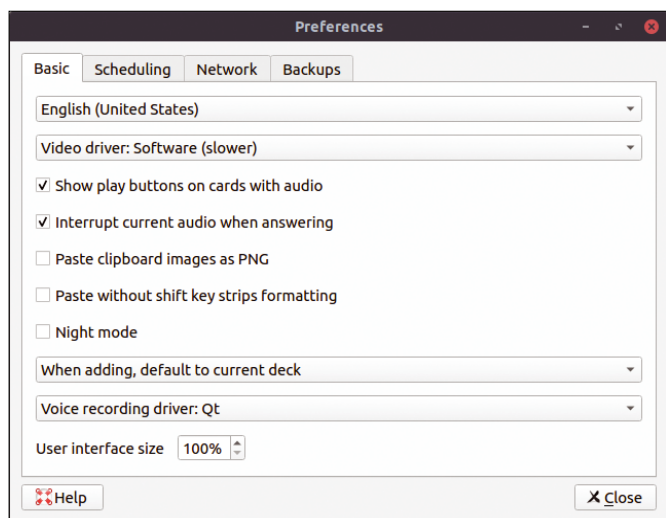 Preferences
Basic Scheduling Network Backups
English (United States)
Video driver: Software (slower)
Show play buttons on cards with audio
Interrupt current audio when answering
Paste clipboard images as PNG
Paste without shift key strips formatting
Night mode
When adding, default to current deck
Voice recording driver: Qt
User interface size 100%
Help Close